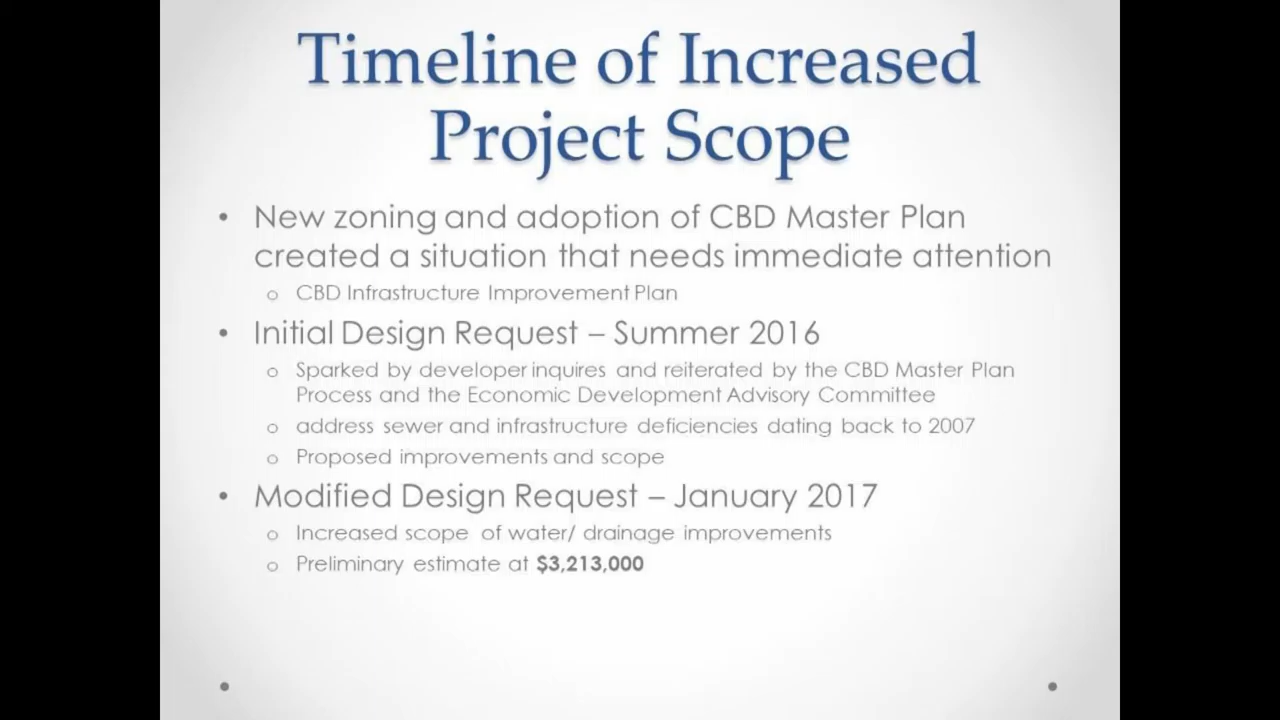 Timeline of Increased
Project Scope
• New zoning and adoption of CBD Master Plan
created a situation that needs immediate attention
o CBD Infrastructure Improvement Plan
• Initial Design Request – Summer 2016
o Sparked by developer inquires and reiterated by the CBD Master Plan
Process and the Economic Development Advisory Committee
o address sewer and infrastructure deficiencies dating back to 2007
o Proposed improvements and scope
• Modified Design Request – January 2017
o Increased scope of water/ drainage improvements
o Preliminary estimate at $3,213,000